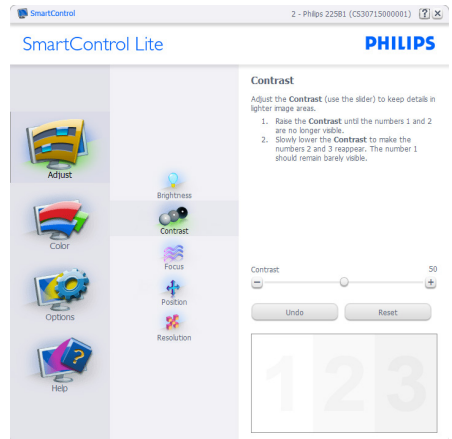 SmartControl
2 - Philips 225B1 (CS30715000001)
SmartControl Lite
PHILIPS
Adjust
Color
Options
Help
Brightness
Contrast
Focus
Position
Resolution
Contrast
Adjust the Contrast (use the slider) to keep details in
lighter image areas.
1. Raise the Contrast until the numbers 1 and 2
are no longer visible.
2. Slowly lower the Contrast to make the
numbers 2 and 3 reappear. The number 1
should remain barely visible.
Contrast 50
Undo Reset
1 2 3